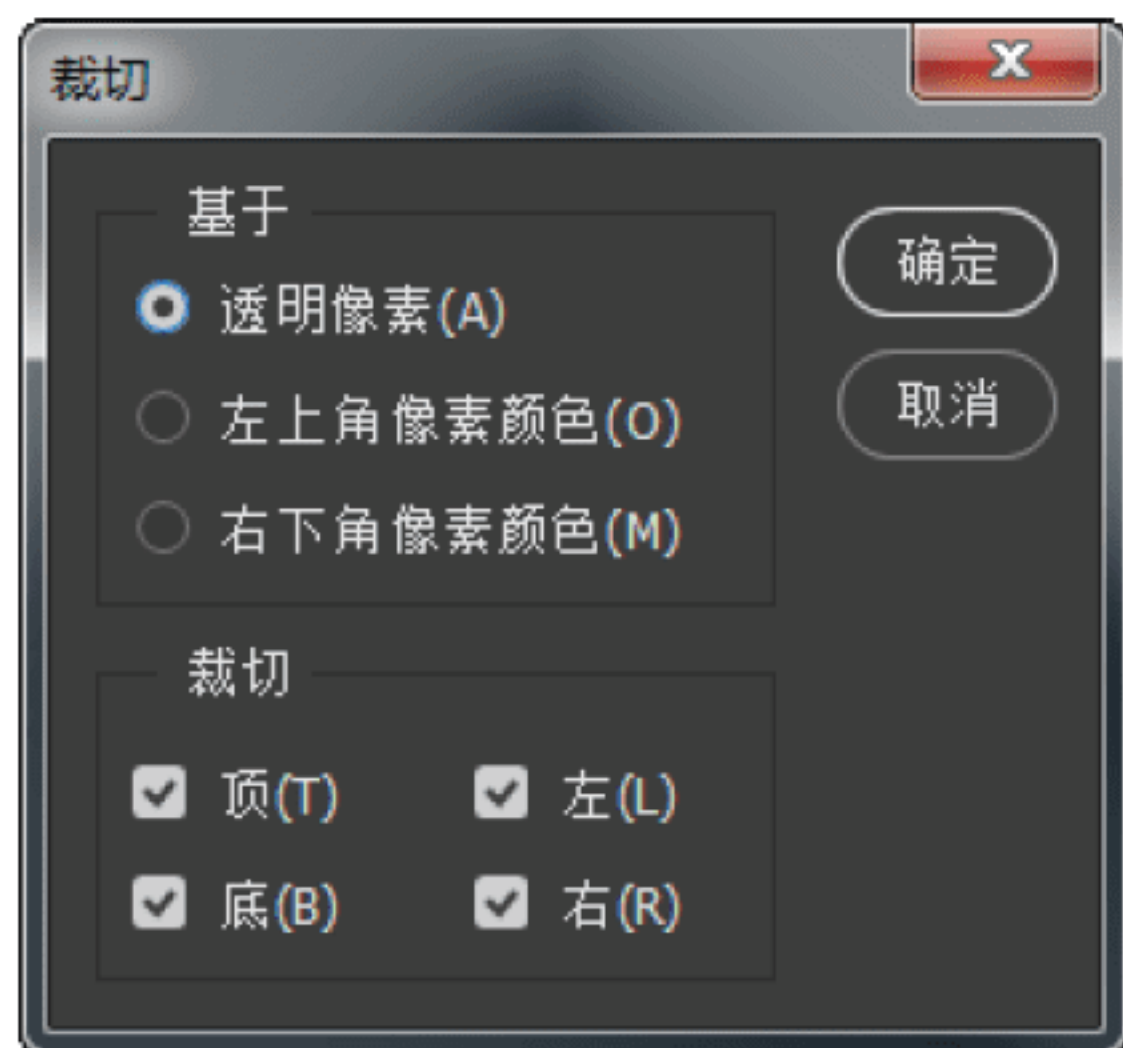 裁切
基于
透明像素(A)
左上角像素颜色(O)
右下角像素颜色(M)
确定
取消
裁切
顶(T) 左(L)
底(B) 右(R)